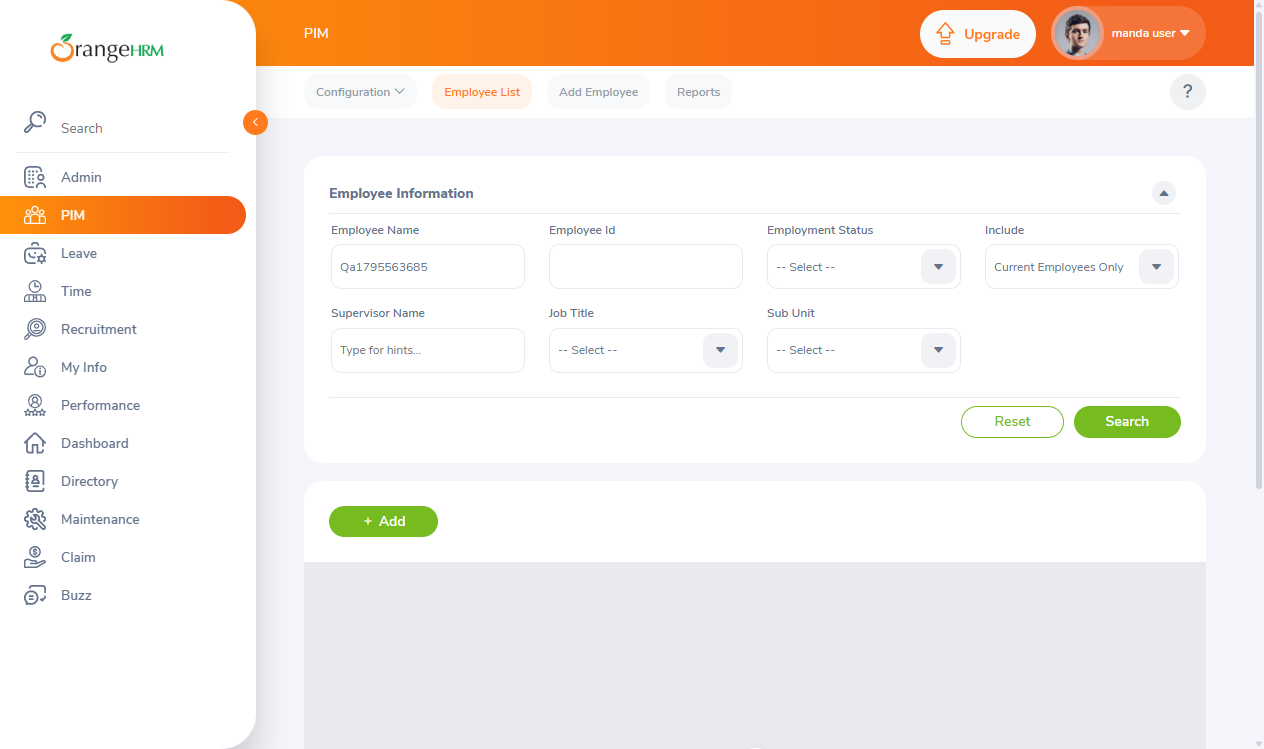 OrangeHRM
PIM
Upgrade
manda user
Configuration
Employee List
Add Employee
Reports
?
Search
Admin
PIM
Leave
Time
Recruitment
My Info
Performance
Dashboard
Directory
Maintenance
Claim
Buzz
Employee Information
Employee Name
Employee Id
Employment Status
Include
Qa1795563685
-- Select --
Current Employees Only
Supervisor Name
Job Title
Sub Unit
Type for hints...
-- Select --
-- Select --
Reset
Search
+ Add